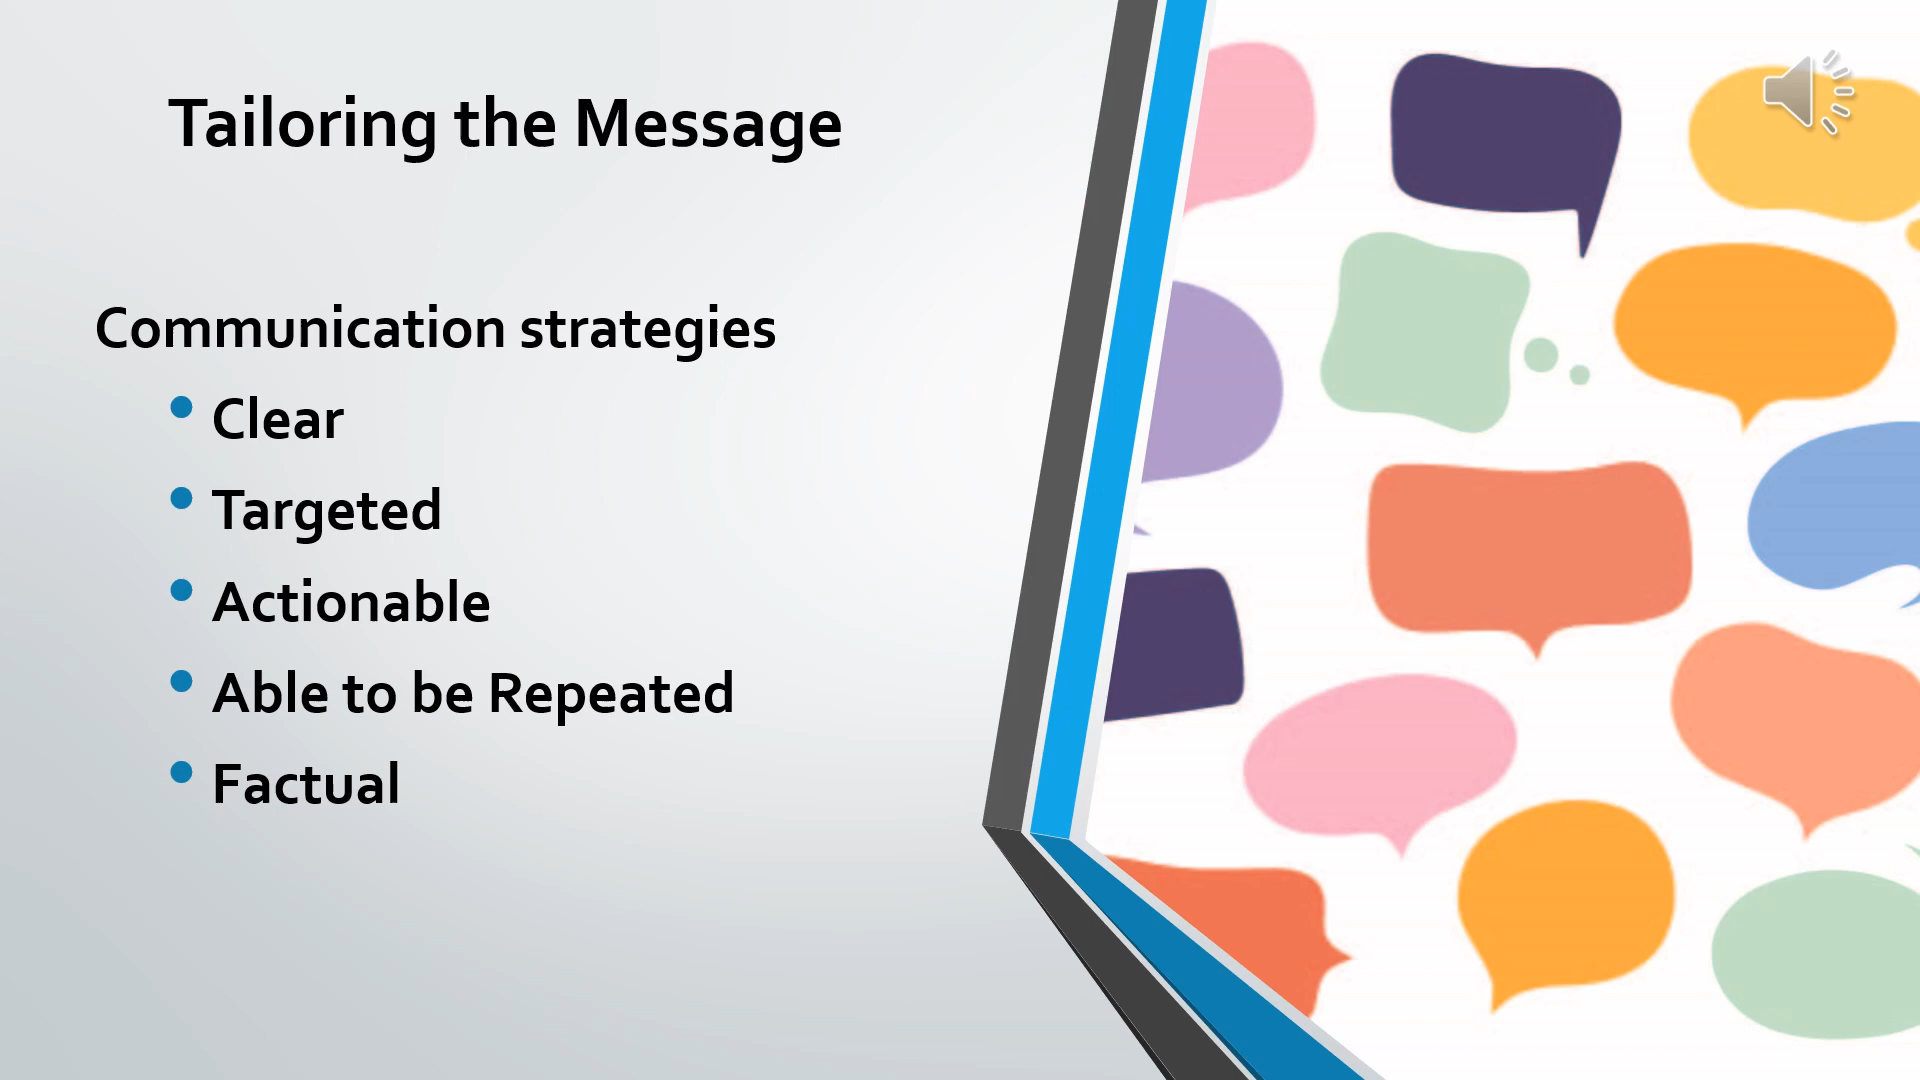 Tailoring the Message
Communication strategies
• Clear
• Targeted
• Actionable
• Able to be Repeated
• Factual